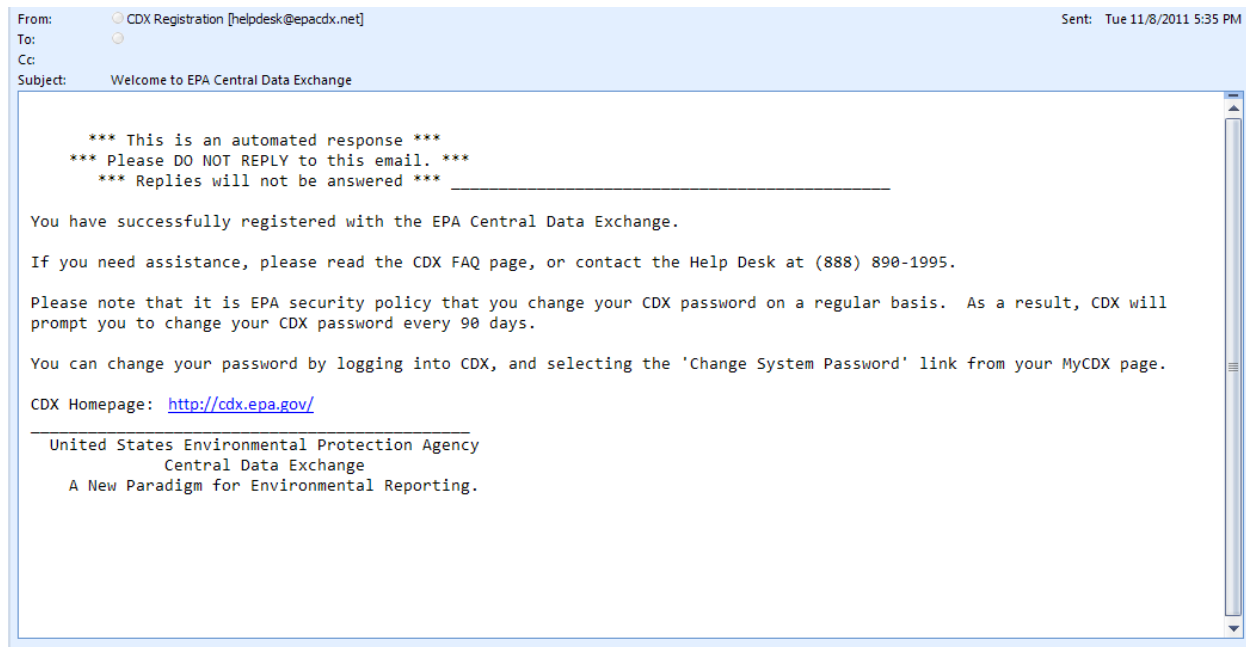 From: CDX Registration [helpdesk@epacdx.net] Sent: Tue 11/8/2011 5:35 PM
To:
Cc:
Subject: Welcome to EPA Central Data Exchange
*** This is an automated response ***
*** Please DO NOT REPLY to this email. ***
*** Replies will not be answered *** ______________________________________________
You have successfully registered with the EPA Central Data Exchange.
If you need assistance, please read the CDX FAQ page, or contact the Help Desk at (888) 890-1995.
Please note that it is EPA security policy that you change your CDX password on a regular basis.  As a result, CDX will
prompt you to change your CDX password every 90 days.
You can change your password by logging into CDX, and selecting the 'Change System Password' link from your MyCDX page.
CDX Homepage: http://cdx.epa.gov/
______________________________________________
United States Environmental Protection Agency
Central Data Exchange
A New Paradigm for Environmental Reporting.